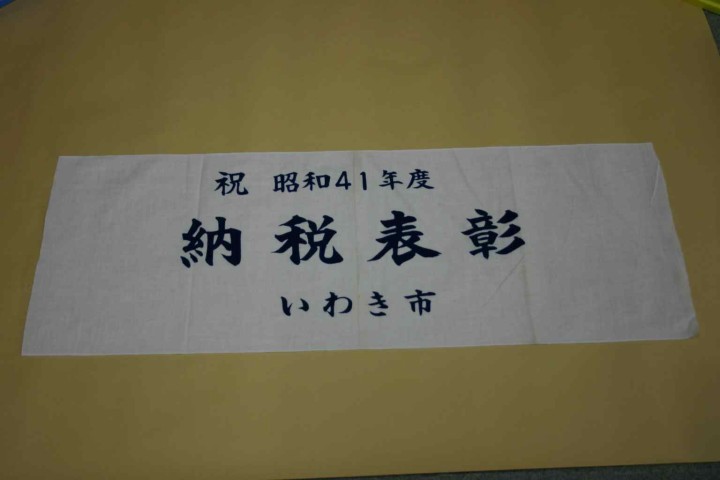 祝 昭和41年度
納税表彰
いわき市